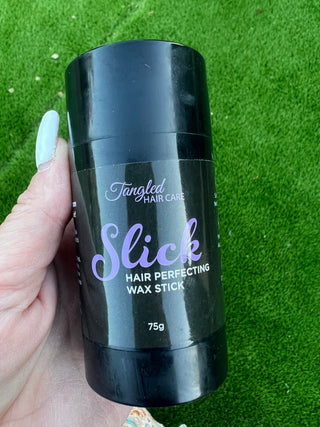 Tangled
HAIR CARE
Slick
HAIR PERFECTING
WAX STICK
75g